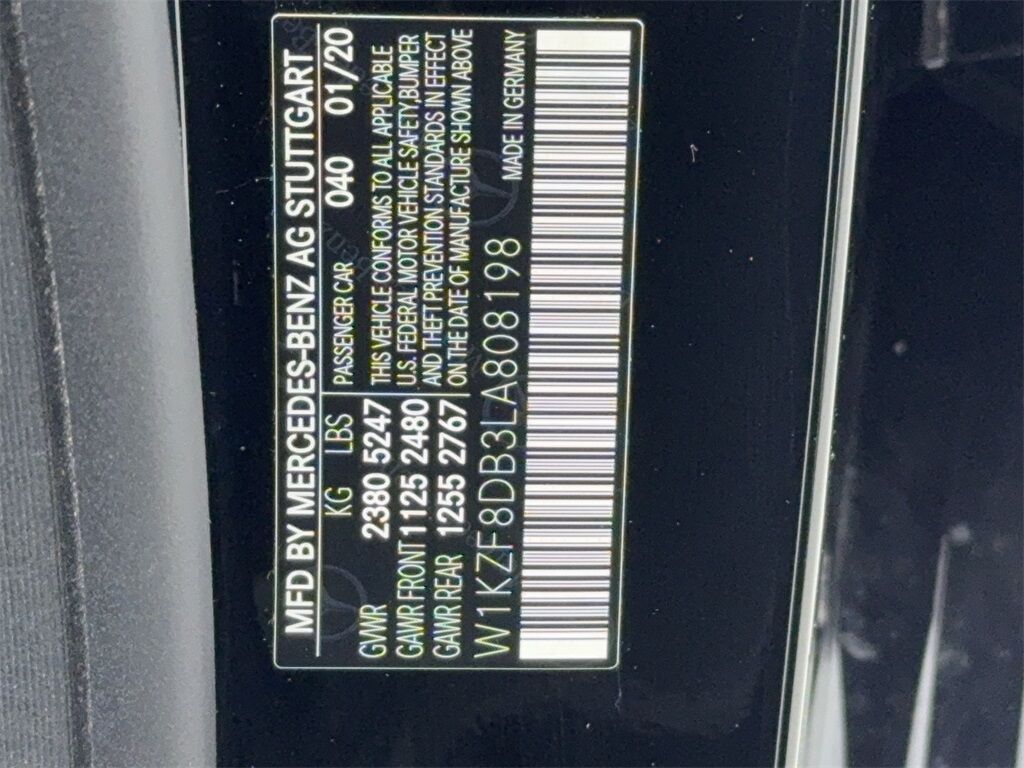 MFD BY MERCEDES-BENZ AG STUTTGART
KG LBS PASSENGER CAR 040 01/20
GVWR 2380 5247
GAWR FRONT 1125 2480
GAWR REAR 1255 2767
THIS VEHICLE CONFORMS TO ALL APPLICABLE
U.S. FEDERAL MOTOR VEHICLE SAFETY, BUMPER
AND THEFT PREVENTION STANDARDS IN EFFECT
ON THE DATE OF MANUFACTURE SHOWN ABOVE
W1KZF8DB3LA808198 MADE IN GERMANY